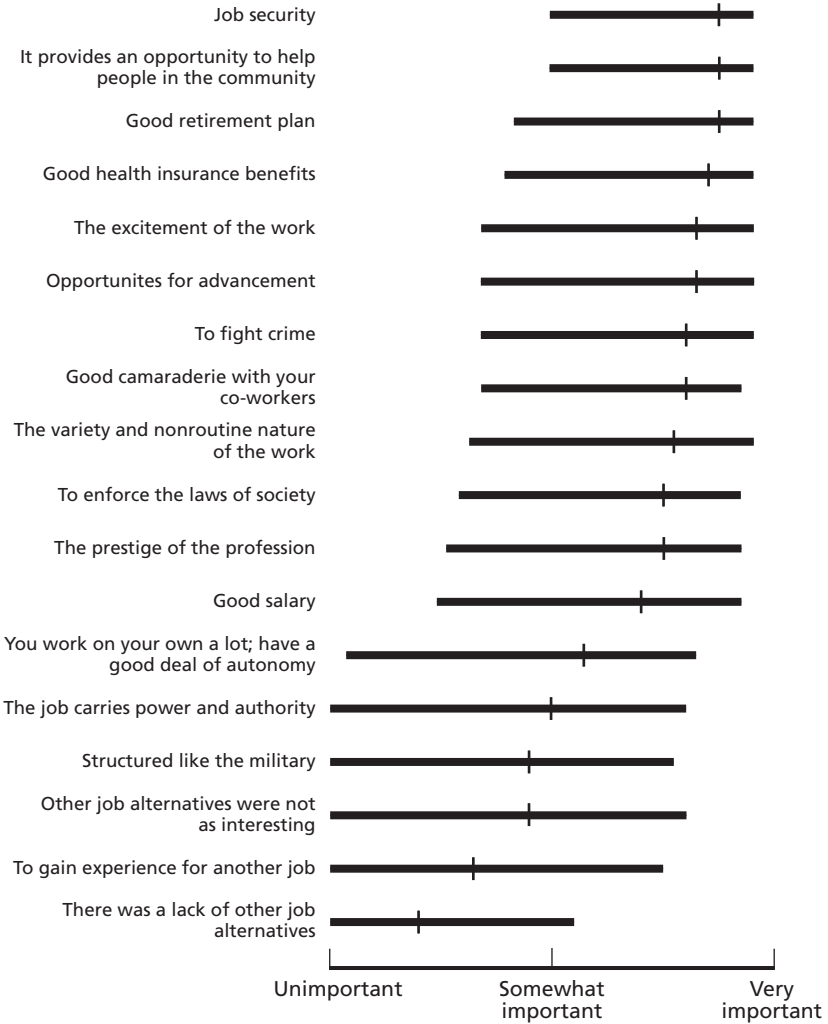 Job security
It provides an opportunity to help
people in the community
Good retirement plan
Good health insurance benefits
The excitement of the work
Opportunites for advancement
To fight crime
Good camaraderie with your
co-workers
The variety and nonroutine nature
of the work
To enforce the laws of society
The prestige of the profession
Good salary
You work on your own a lot; have a
good deal of autonomy
The job carries power and authority
Structured like the military
Other job alternatives were not
as interesting
To gain experience for another job
There was a lack of other job
alternatives
Unimportant
Somewhat
important
Very
important